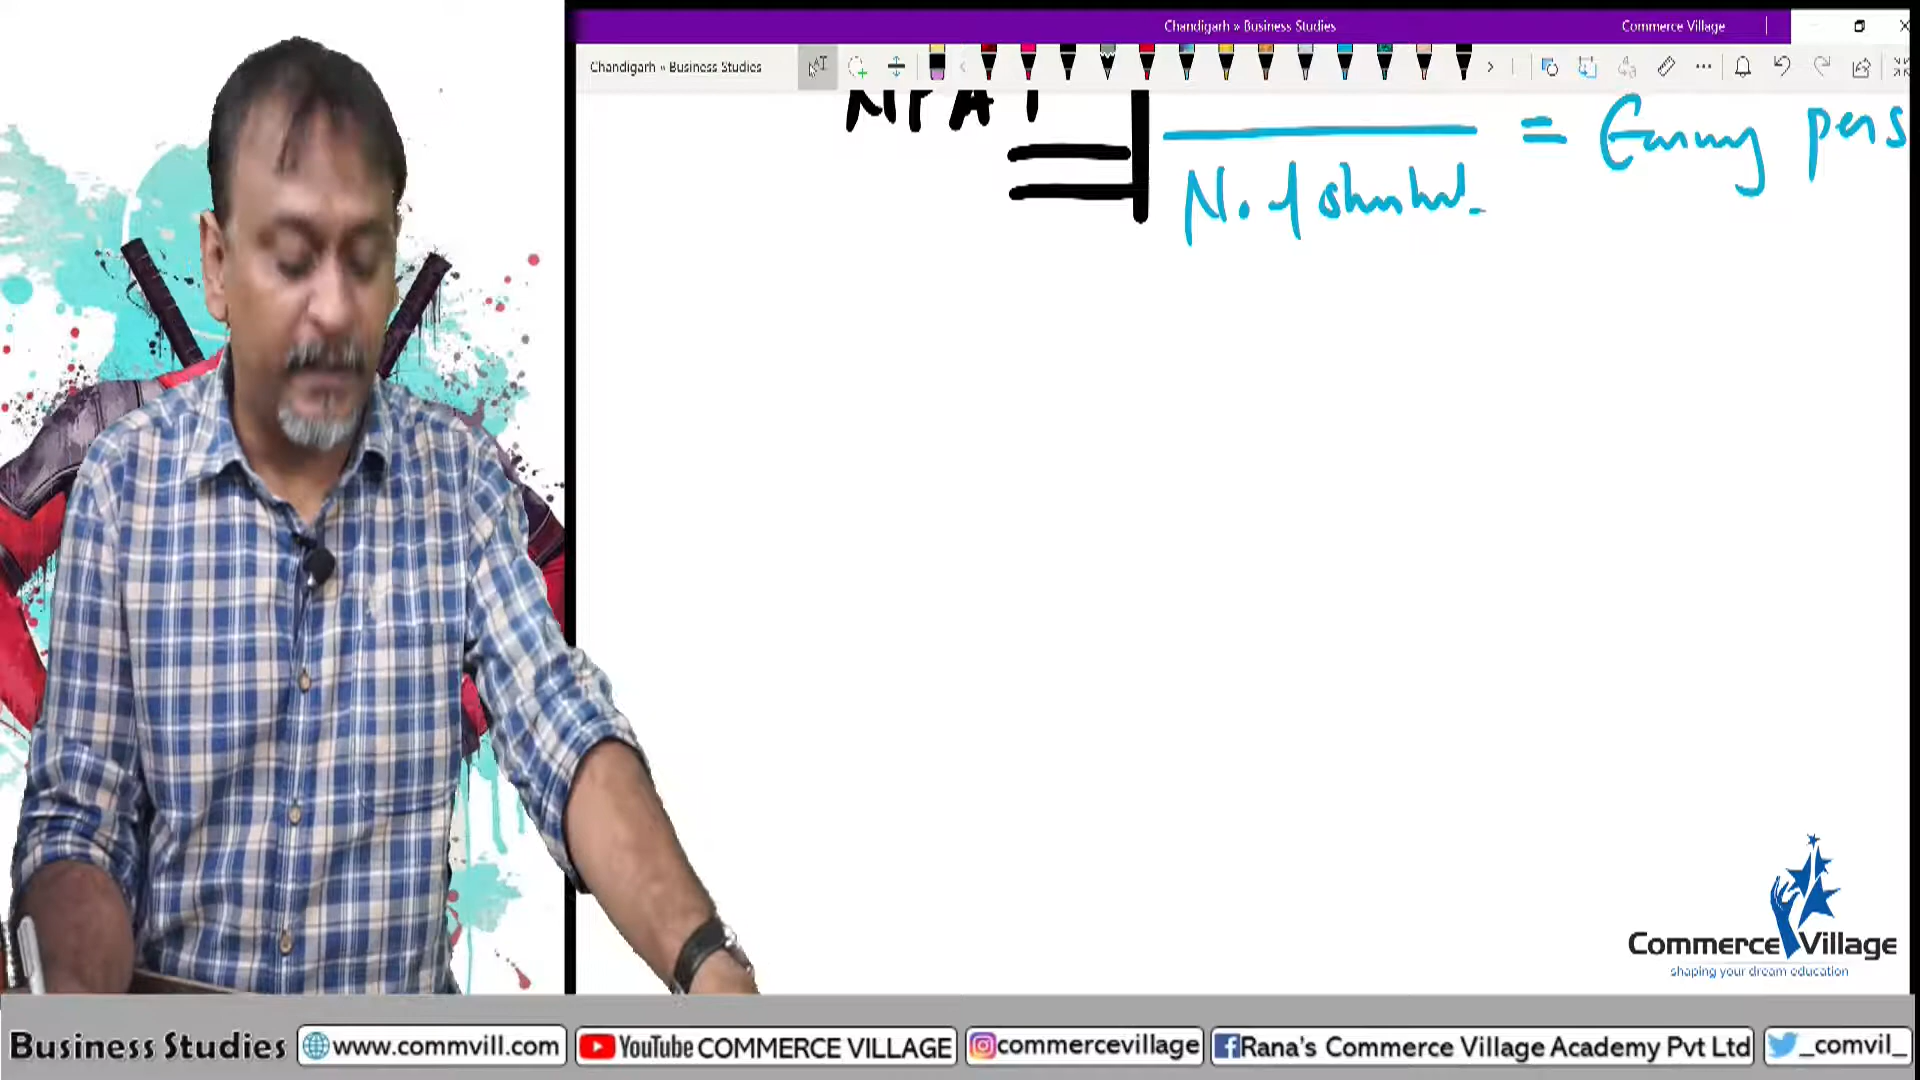 Chandigarh » Business Studies
Commerce Village
Chandigarh » Business Studies
NPAT
= Earning pers
No. of
Commerce Village
shaping your dream education
Business Studies
www.commvill.com
YouTube COMMERCE VILLAGE
commercevillage
Rana's Commerce Village Academy Pvt Ltd
_comvil_